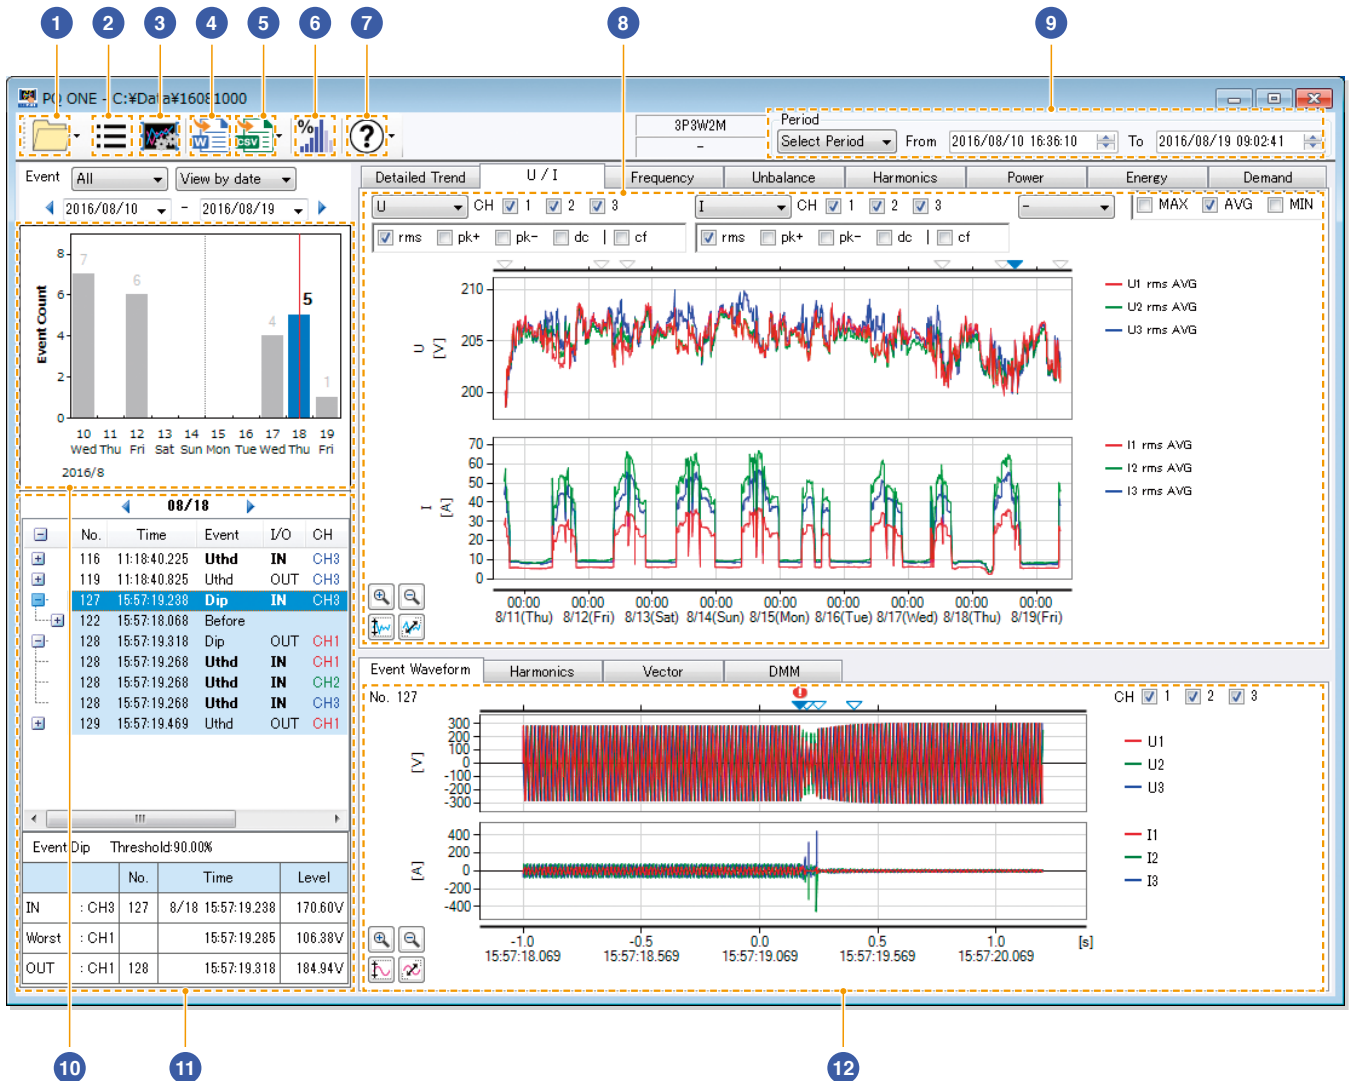 1 2 3 4 5 6 7 8 9
PQ ONE - C:¥Data¥16081000
W CSV % ?
3P3W2M
-
Period
Select Period From 2016/08/10 16:36:10 To 2016/08/19 09:02:41
Event All View by date
2016/08/10 - 2016/08/19
Event Count
8
6
4
2
0
7 6 4 5 1
10 11 12 13 14 15 16 17 18 19
Wed Thu Fri Sat Sun Mon Tue Wed Thu Fri
2016/8
08/18
No. Time Event I/O CH
116 11:18:40.225 Uthd IN CH3
119 11:18:40.825 Uthd OUT CH3
127 15:57:19.238 Dip IN CH3
122 15:57:18.068 Before
128 15:57:19.318 Dip OUT CH1
128 15:57:19.268 Uthd IN CH1
128 15:57:19.268 Uthd IN CH2
128 15:57:19.268 Uthd IN CH3
129 15:57:19.469 Uthd OUT CH1
Event:Dip Threshold:90.00%
No. Time Level
IN : CH3 127 8/18 15:57:19.238 170.60V
Worst : CH1 15:57:19.285 106.38V
OUT : CH1 128 15:57:19.318 184.94V
Detailed Trend U / I Frequency Unbalance Harmonics Power Energy Demand
U CH 1 2 3 I CH 1 2 3 - MAX AVG MIN
rms pk+ pk- dc | cf rms pk+ pk- dc | cf
U
[V]
210
205
200
U1 rms AVG
U2 rms AVG
U3 rms AVG
I
[A]
70
60
50
40
30
20
10
0
I1 rms AVG
I2 rms AVG
I3 rms AVG
00:00 00:00 00:00 00:00 00:00 00:00 00:00 00:00 00:00
8/11(Thu) 8/12(Fri) 8/13(Sat) 8/14(Sun) 8/15(Mon) 8/16(Tue) 8/17(Wed) 8/18(Thu) 8/19(Fri)
Event Waveform Harmonics Vector DMM
No. 127 CH 1 2 3
[V]
300
200
100
0
-100
-200
-300
U1
U2
U3
[A]
400
200
0
-200
-400
I1
I2
I3
-1.0 -0.5 0.0 0.5 1.0 [s]
15:57:18.069 15:57:18.569 15:57:19.069 15:57:19.569 15:57:20.069
10 11 12